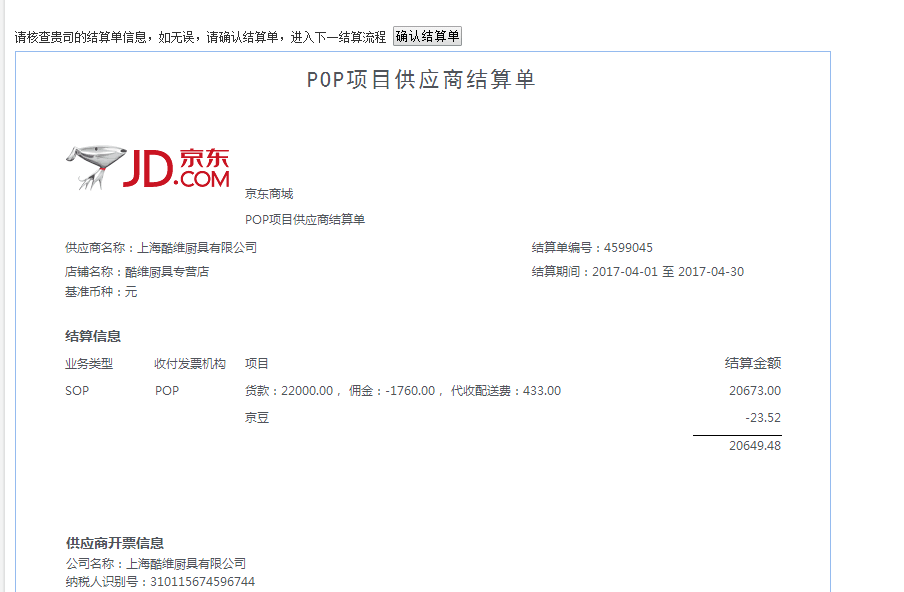 请核查贵司的结算单信息，如无误，请确认结算单，进入下一结算流程 确认结算单
POP项目供应商结算单
JD.COM 京东
京东商城
POP项目供应商结算单
供应商名称：上海酷维厨具有限公司 结算单编号：4599045
店铺名称：酷维厨具专营店 结算期间：2017-04-01 至 2017-04-30
基准币种：元
结算信息
业务类型 收付发票机构 项目 结算金额
SOP POP 货款：22000.00， 佣金：-1760.00， 代收配送费：433.00 20673.00
京豆 -23.52
20649.48
供应商开票信息
公司名称：上海酷维厨具有限公司
纳税人识别号：310115674596744